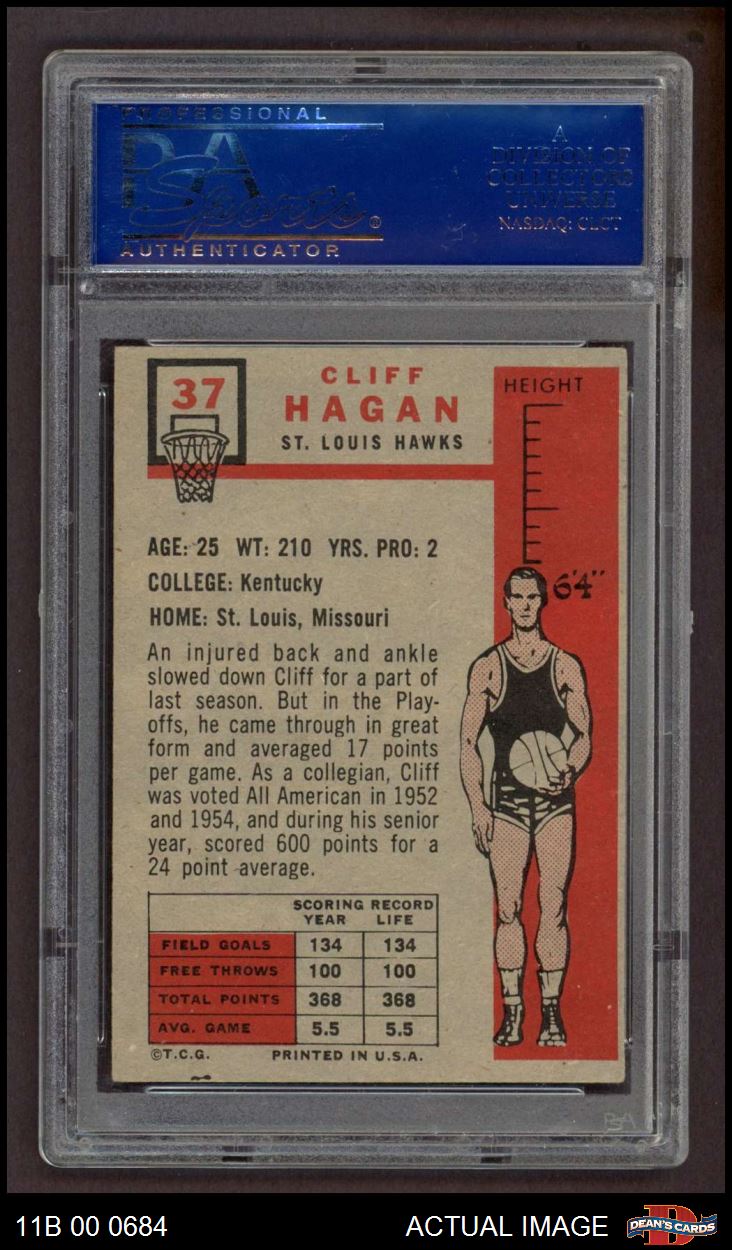 PROFESSIONAL
PSA
Sports®
AUTHENTICATOR
A
DIVISION OF
COLLECTORS
UNIVERSE
NASDAQ: CLCT
37
CLIFF
HAGAN
ST. LOUIS HAWKS
HEIGHT
6'4"
AGE: 25 WT: 210 YRS. PRO: 2
COLLEGE: Kentucky
HOME: St. Louis, Missouri
An injured back and ankle
slowed down Cliff for a part of
last season. But in the Play-
offs, he came through in great
form and averaged 17 points
per game. As a collegian, Cliff
was voted All American in 1952
and 1954, and during his senior
year, scored 600 points for a
24 point average.
SCORING RECORD
YEAR LIFE
FIELD GOALS 134 134
FREE THROWS 100 100
TOTAL POINTS 368 368
AVG. GAME 5.5 5.5
©T.C.G. PRINTED IN U.S.A.
PSA
11B 00 0684 ACTUAL IMAGE DEAN'S CARDS